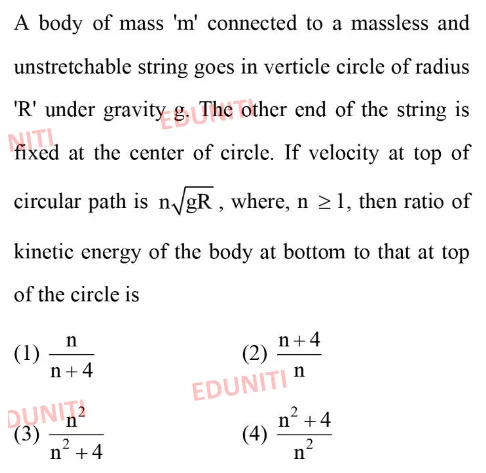 A body of mass 'm' connected to a massless and
unstretchable string goes in verticle circle of radius
'R' under gravity g. The other end of the string is
fixed at the center of circle. If velocity at top of
circular path is n√gR , where, n ≥ 1, then ratio of
kinetic energy of the body at bottom to that at top
of the circle is
(1) n/(n + 4) (2) (n + 4)/n
(3) n²/(n² + 4) (4) (n² + 4)/n²
EDUNITI
NITI
EDUNITI
DUNITI